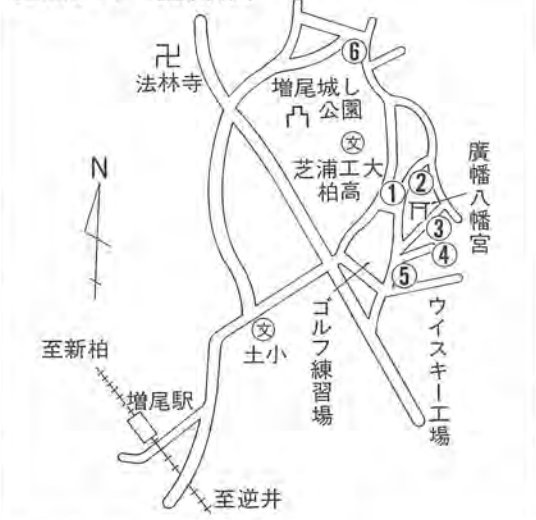 ⑥
卍
法林寺
増尾城し
公園
文
芝浦工大
柏高
N
①
②
廣幡八幡宮
③
④
⑤
ゴルフ練習場
ウイスキー工場
文
土小
至新柏
増尾駅
至逆井